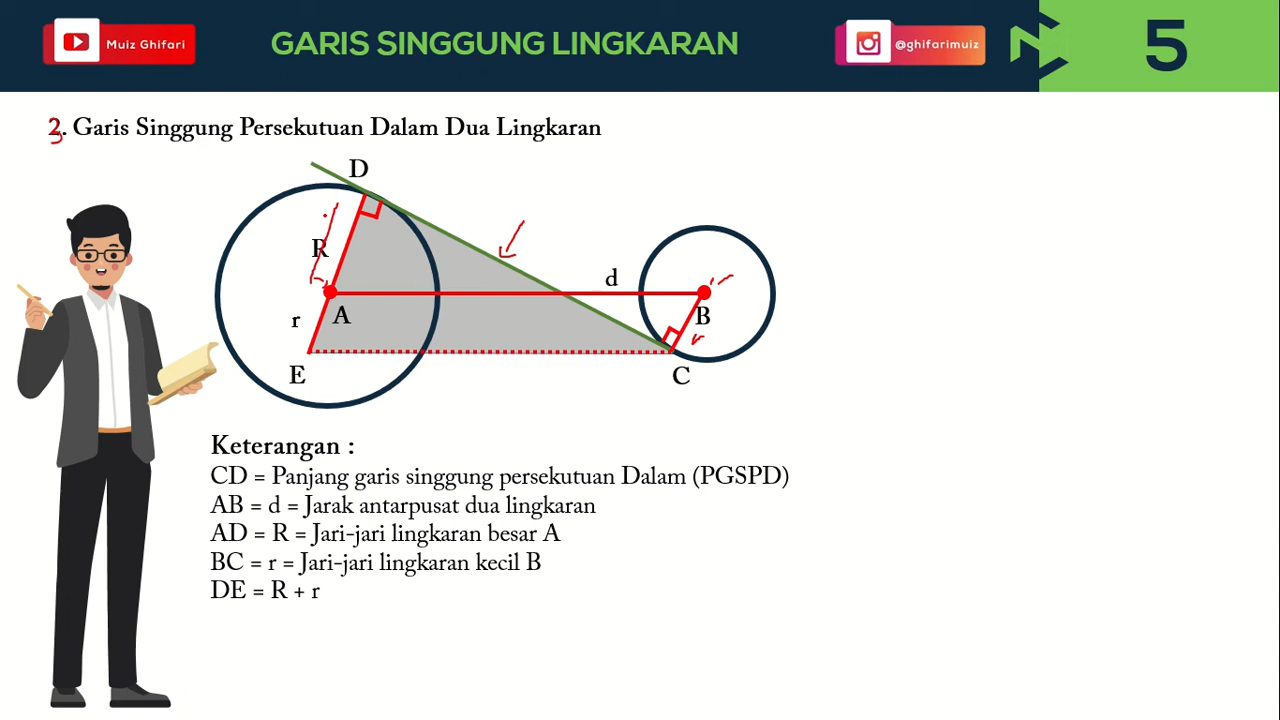 Muiz Ghifari
GARIS SINGGUNG LINGKARAN
@ghifarimuiz
5
3. Garis Singgung Persekutuan Dalam Dua Lingkaran
D
R
d
r
A
B
r
E
C
Keterangan :
CD = Panjang garis singgung persekutuan Dalam (PGSPD)
AB = d = Jarak antarpusat dua lingkaran
AD = R = Jari-jari lingkaran besar A
BC = r = Jari-jari lingkaran kecil B
DE = R + r